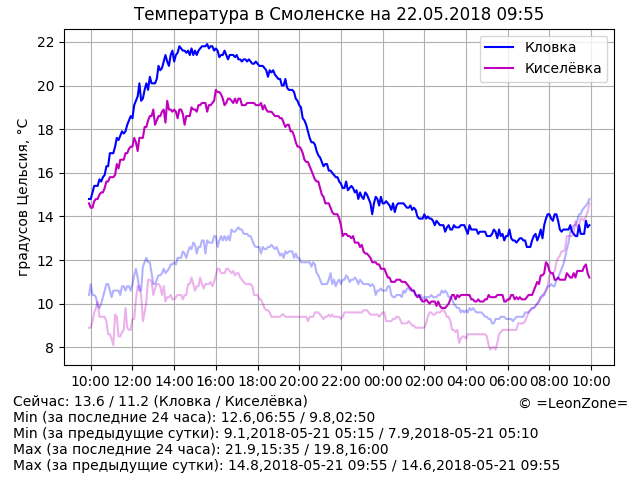 Температура в Смоленске на 22.05.2018 09:55
Кловка
Киселёвка
градусов Цельсия, °C
22
20
18
16
14
12
10
8
10:00 12:00 14:00 16:00 18:00 20:00 22:00 00:00 02:00 04:00 06:00 08:00 10:00
Сейчас: 13.6 / 11.2 (Кловка / Киселёвка)
© =LeonZone=
Min (за последние 24 часа): 12.6,06:55 / 9.8,02:50
Min (за предыдущие сутки): 9.1,2018-05-21 05:15 / 7.9,2018-05-21 05:10
Max (за последние 24 часа): 21.9,15:35 / 19.8,16:00
Max (за предыдущие сутки): 14.8,2018-05-21 09:55 / 14.6,2018-05-21 09:55